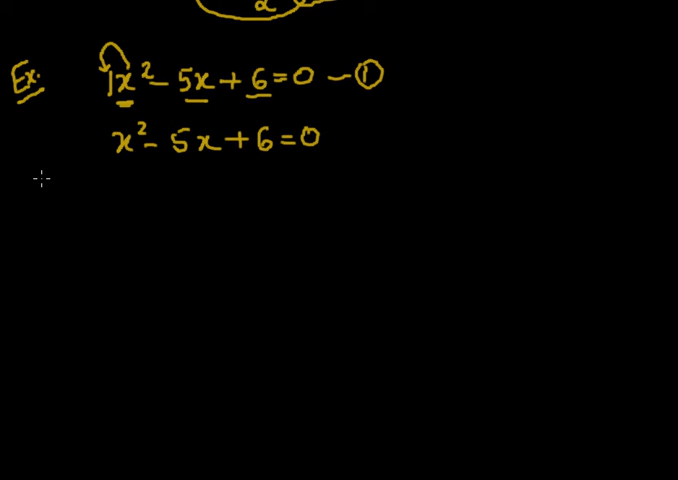 Ex. 1x² - 5x + 6 = 0 - ①
x² - 5x + 6 = 0